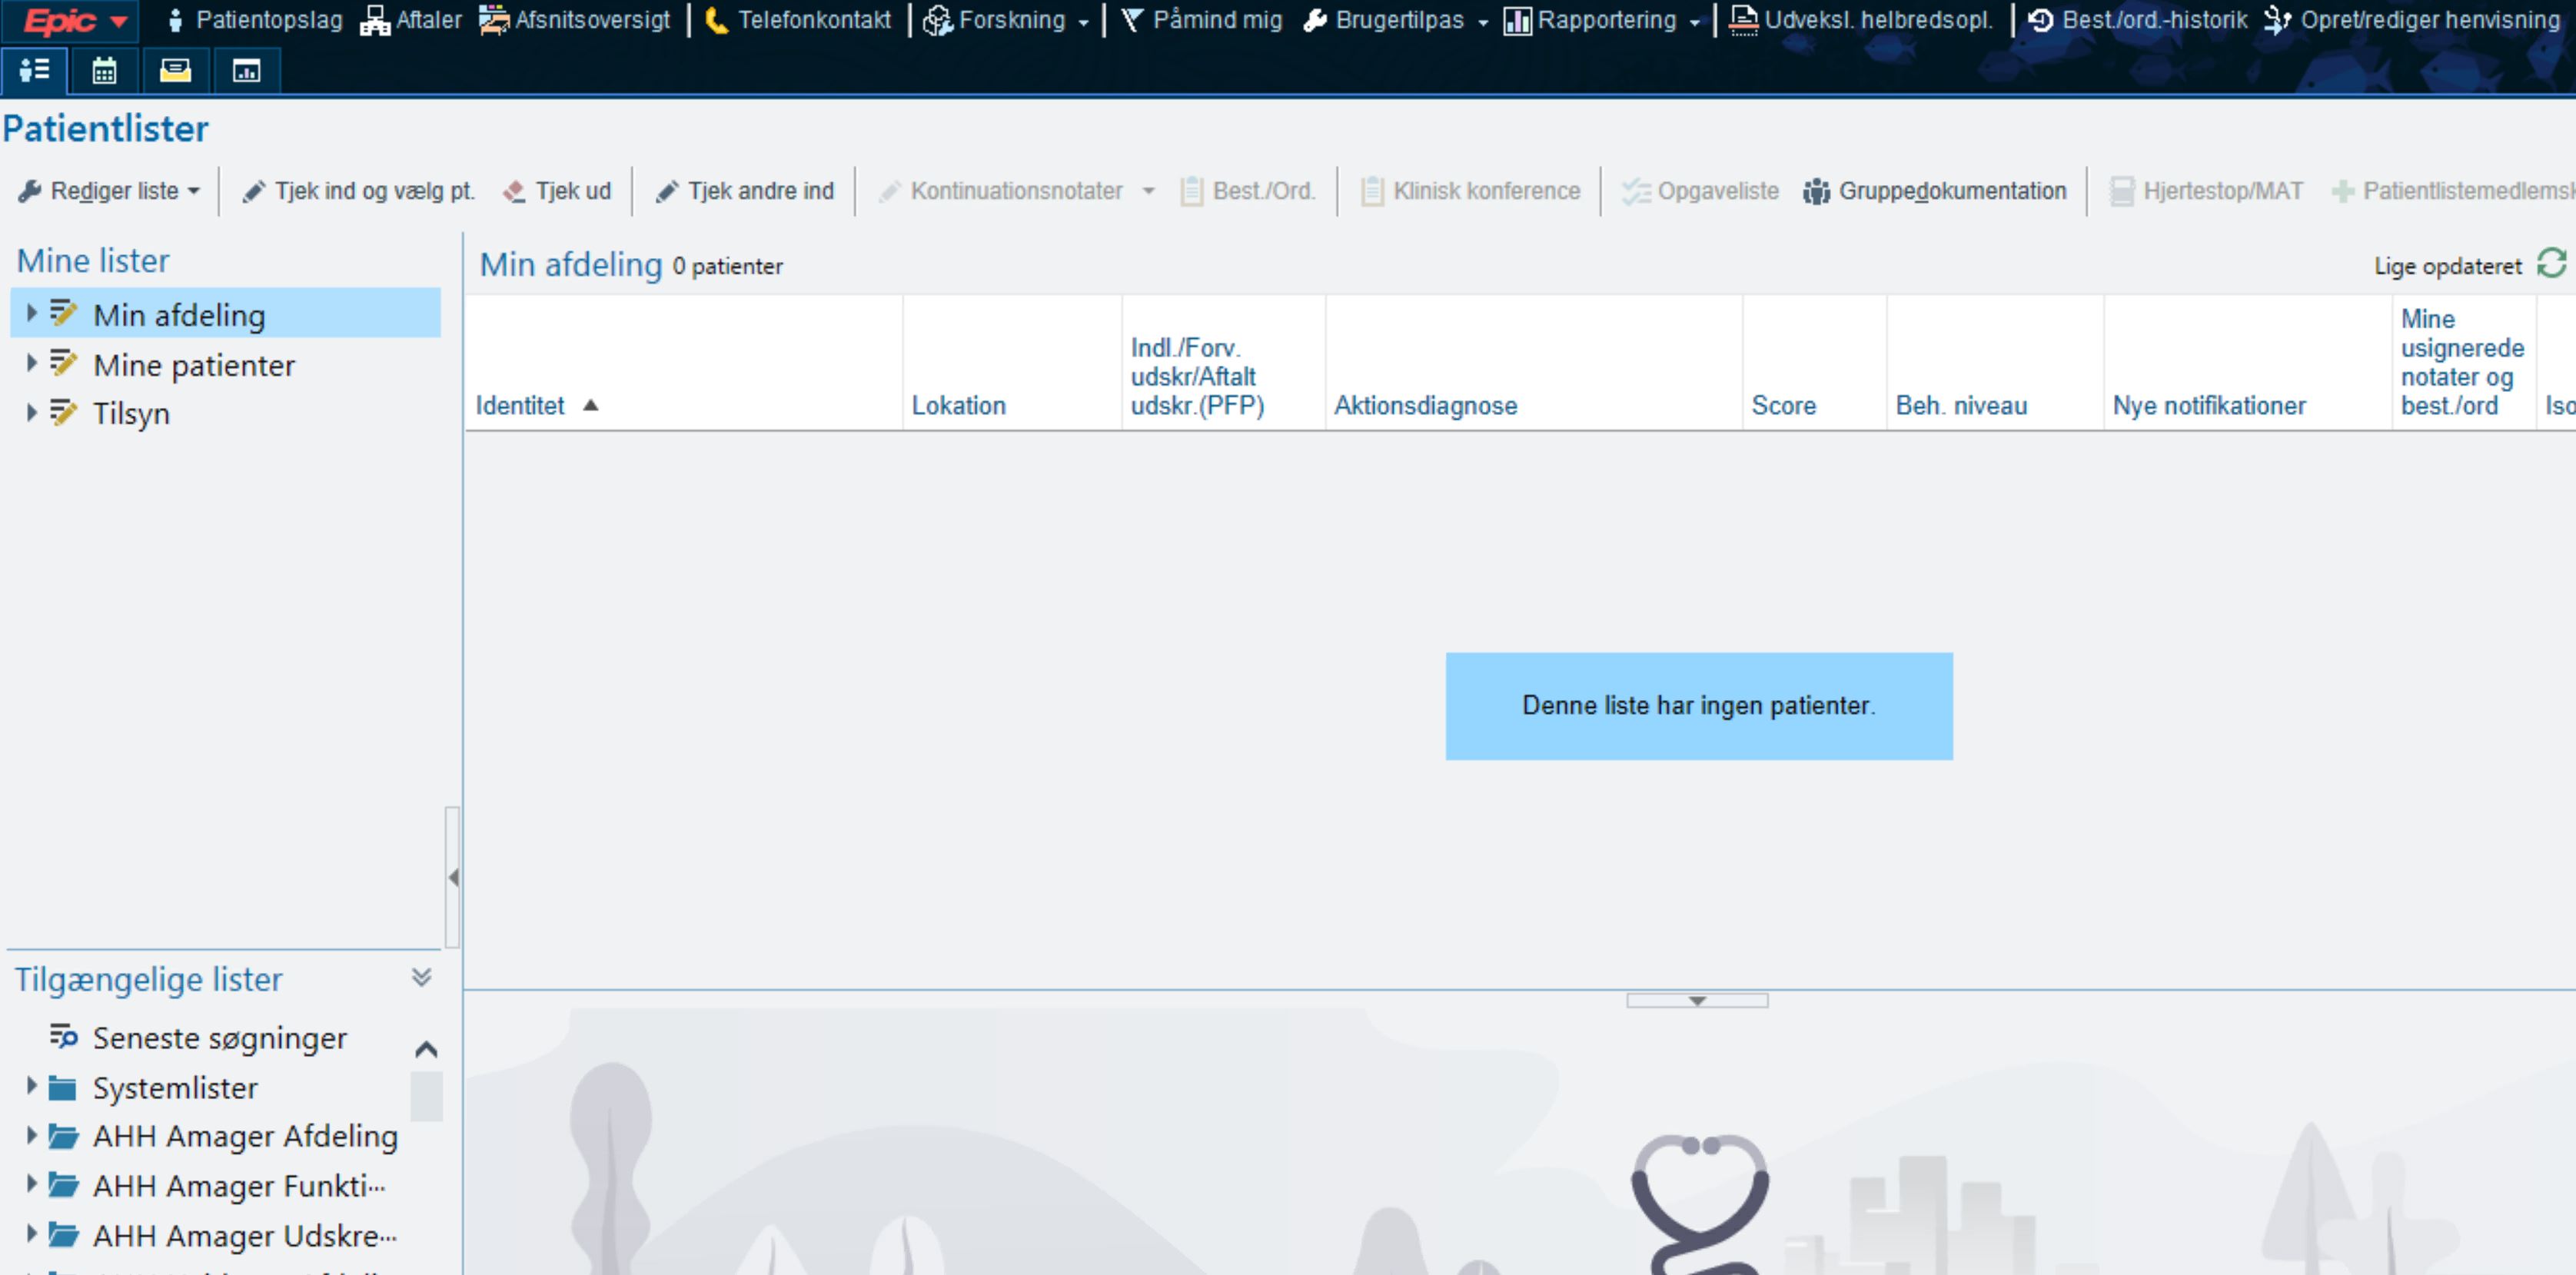 Epic Patientopslag Aftaler Afsnitsoversigt Telefonkontakt Forskning Påmind mig Brugertilpas Rapportering Udveksl. helbredsopl. Best./ord.-historik Opret/rediger henvisning
Patientlister
Rediger liste Tjek ind og vælg pt. Tjek ud Tjek andre ind Kontinuationsnotater Best./Ord. Klinisk konference Opgaveliste Gruppedokumentation Hjertestop/MAT Patientlistemedlemsk
Mine lister
Min afdeling
Mine patienter
Tilsyn
Min afdeling 0 patienter
Lige opdateret
Identitet
Lokation
Indl./Forv.
udskr/Aftalt
udskr.(PFP)
Aktionsdiagnose
Score
Beh. niveau
Nye notifikationer
Mine
usignerede
notater og
best./ord
Iso
Denne liste har ingen patienter.
Tilgængelige lister
Seneste søgninger
Systemlister
AHH Amager Afdeling
AHH Amager Funkti...
AHH Amager Udskre...